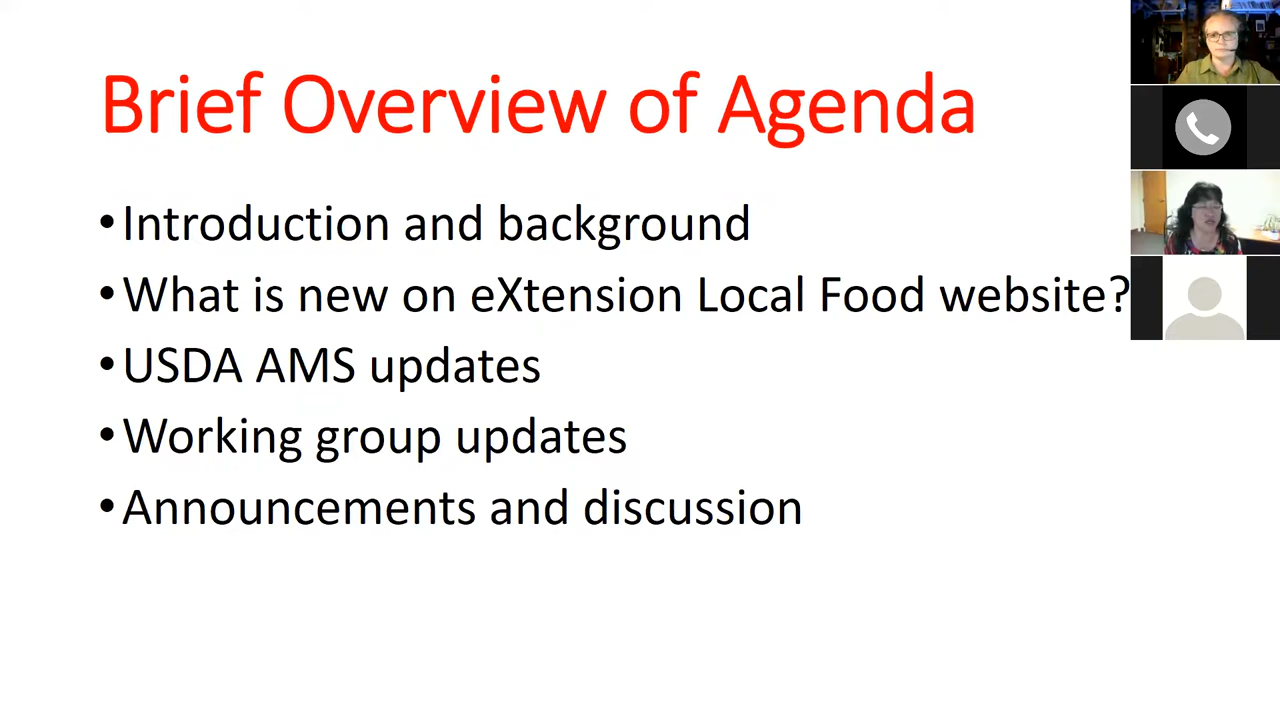 Brief Overview of Agenda
•Introduction and background
•What is new on eXtension Local Food website?
•USDA AMS updates
•Working group updates
•Announcements and discussion